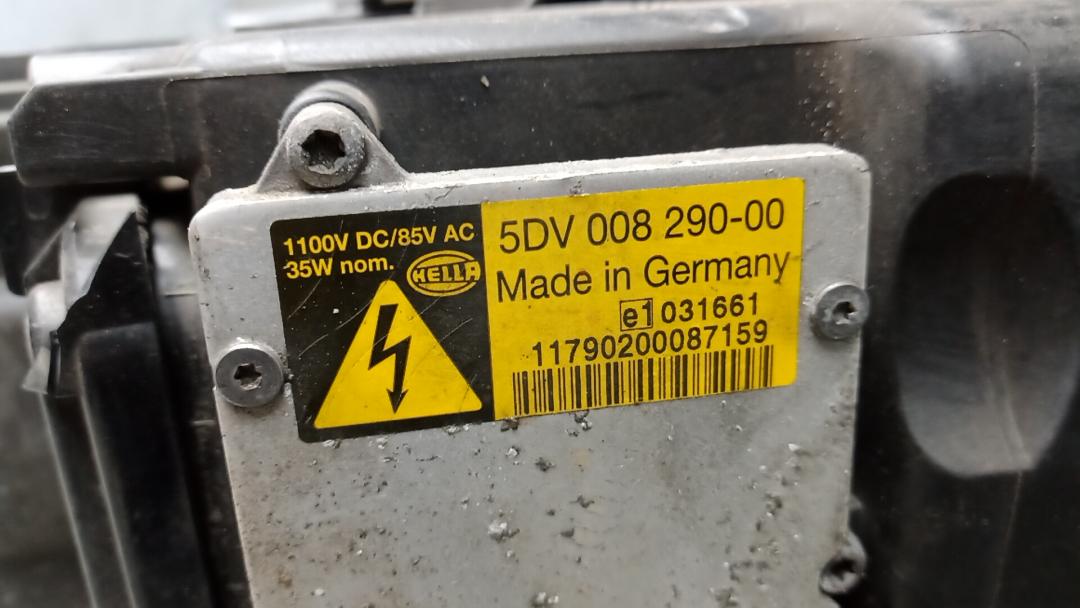 1100V DC/85V AC
35W nom.
HELLA
5DV 008 290-00
Made in Germany
e1 031661
11790200087159